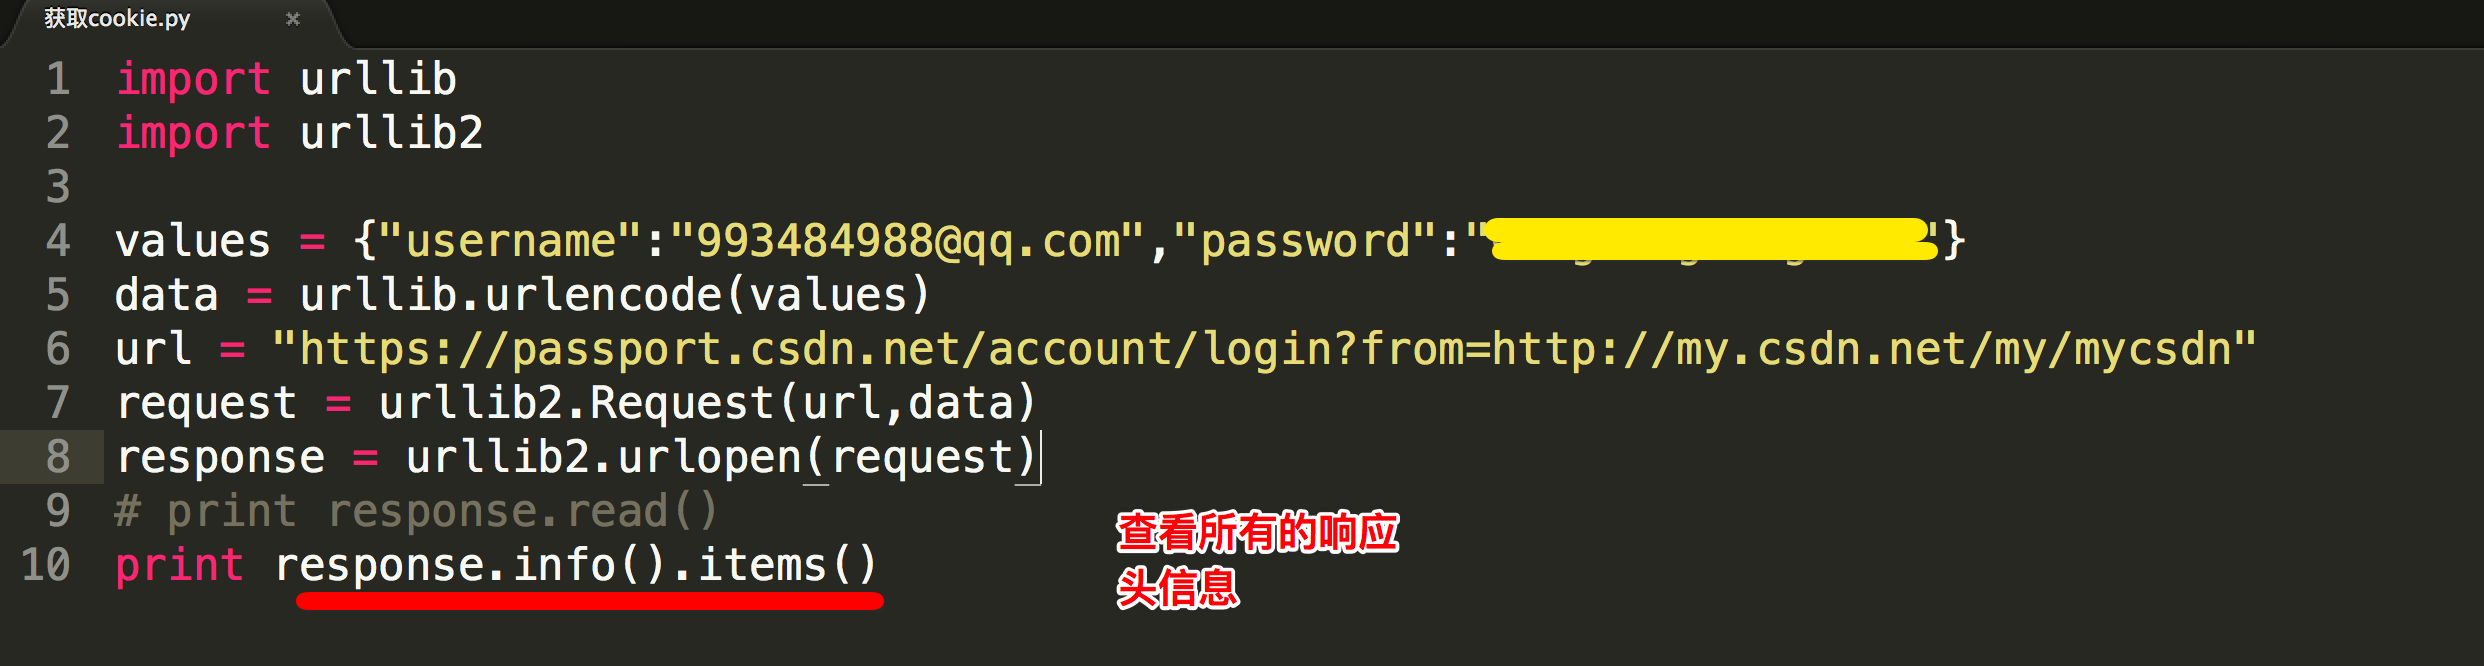 获取cookie.py ×
1 import urllib
2 import urllib2
3
4 values = {"username":"993484988@qq.com","password":" "}
5 data = urllib.urlencode(values)
6 url = "https://passport.csdn.net/account/login?from=http://my.csdn.net/my/mycsdn"
7 request = urllib2.Request(url,data)
8 response = urllib2.urlopen(request)
9 # print response.read()
10 print response.info().items()
查看所有的响应
头信息